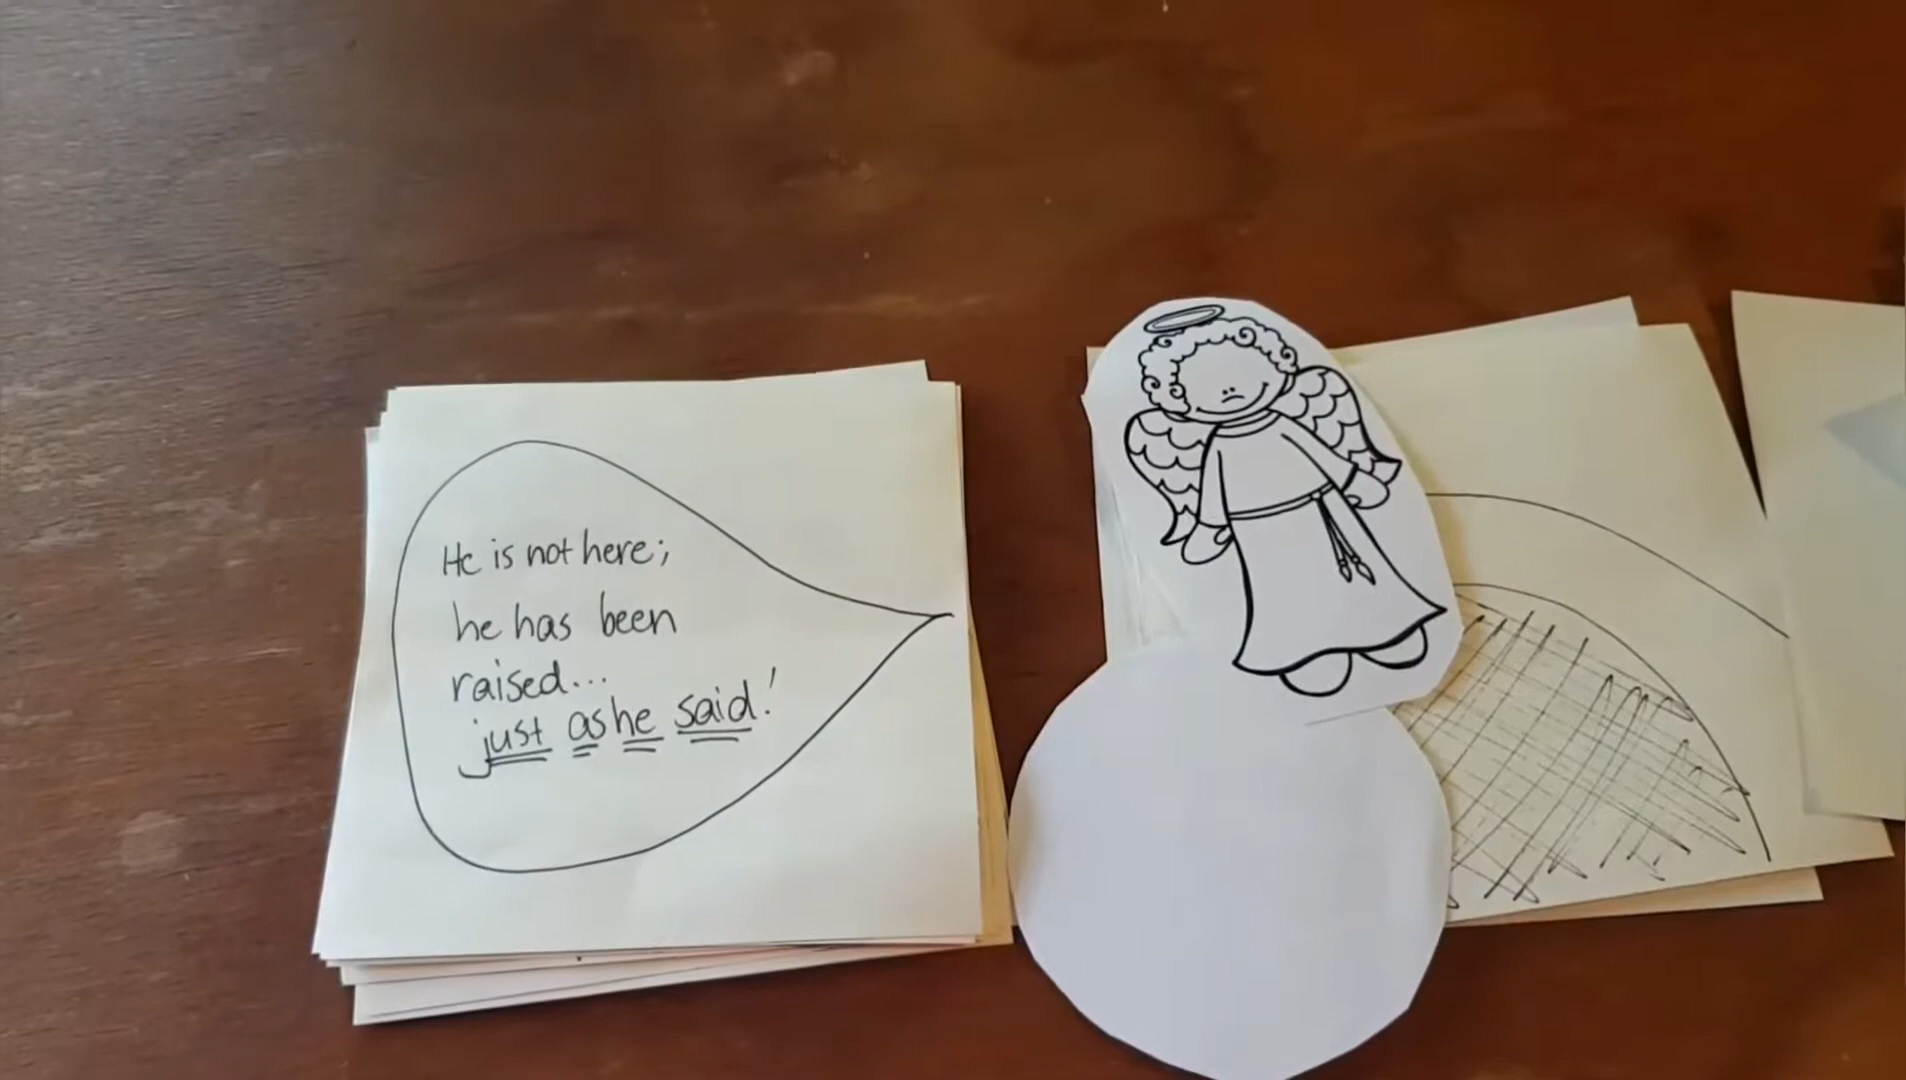 He is not here;
he has been
raised...
just as he said!